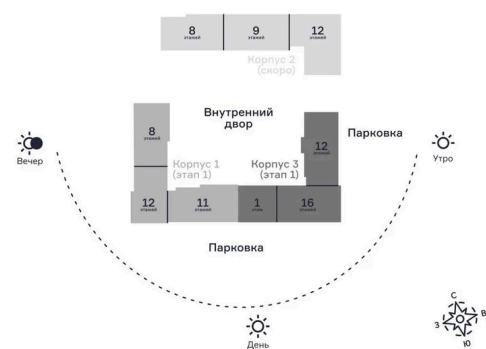 8
этажей
9
этажей
12
этажей
Корпус 2
(скоро)
Внутренний
двор
8
этажей
12
этажей
Парковка
Вечер
Утро
Корпус 1
(этап 1)
Корпус 3
(этап 1)
12
этажей
11
этажей
1
этаж
16
этажей
Парковка
День
С
В
З
Ю